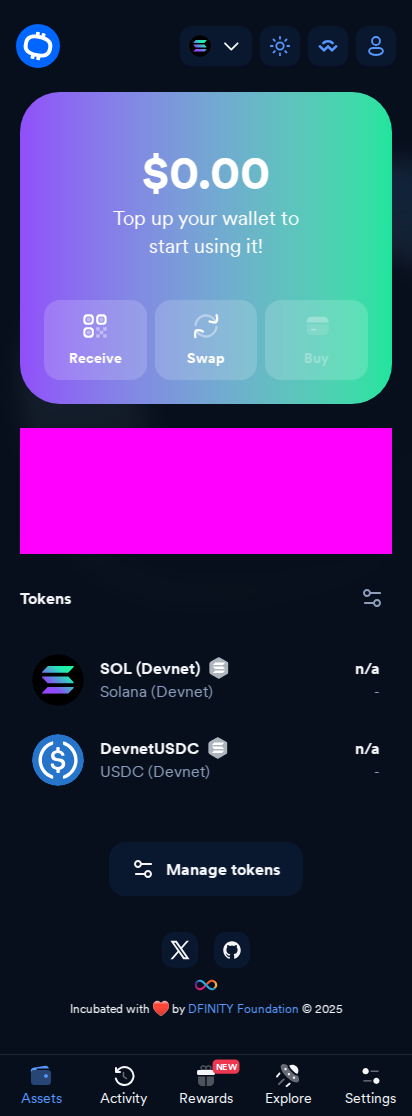 $0.00
Top up your wallet to
start using it!
Receive
Swap
Buy
Tokens
SOL (Devnet)
n/a
Solana (Devnet)
-
DevnetUSDC
n/a
USDC (Devnet)
-
Manage tokens
Incubated with ❤️ by DFINITY Foundation © 2025
NEW
Assets
Activity
Rewards
Explore
Settings